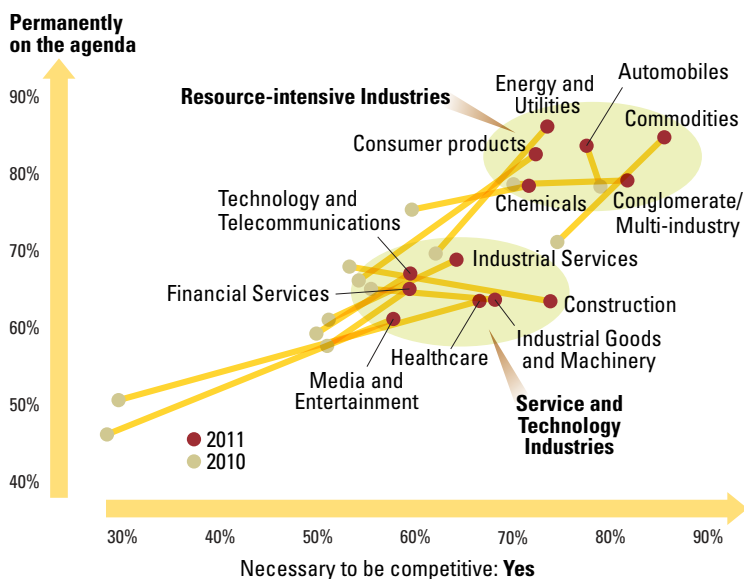 Permanently
on the agenda
90%
80%
70%
60%
50%
40%
Resource-intensive Industries
Energy and
Utilities
Automobiles
Commodities
Consumer products
Chemicals
Conglomerate/
Multi-industry
Technology and
Telecommunications
Industrial Services
Financial Services
Construction
Industrial Goods
and Machinery
Healthcare
Media and
Entertainment
Service and
Technology
Industries
2011
2010
30%
40%
50%
60%
70%
80%
90%
Necessary to be competitive: Yes